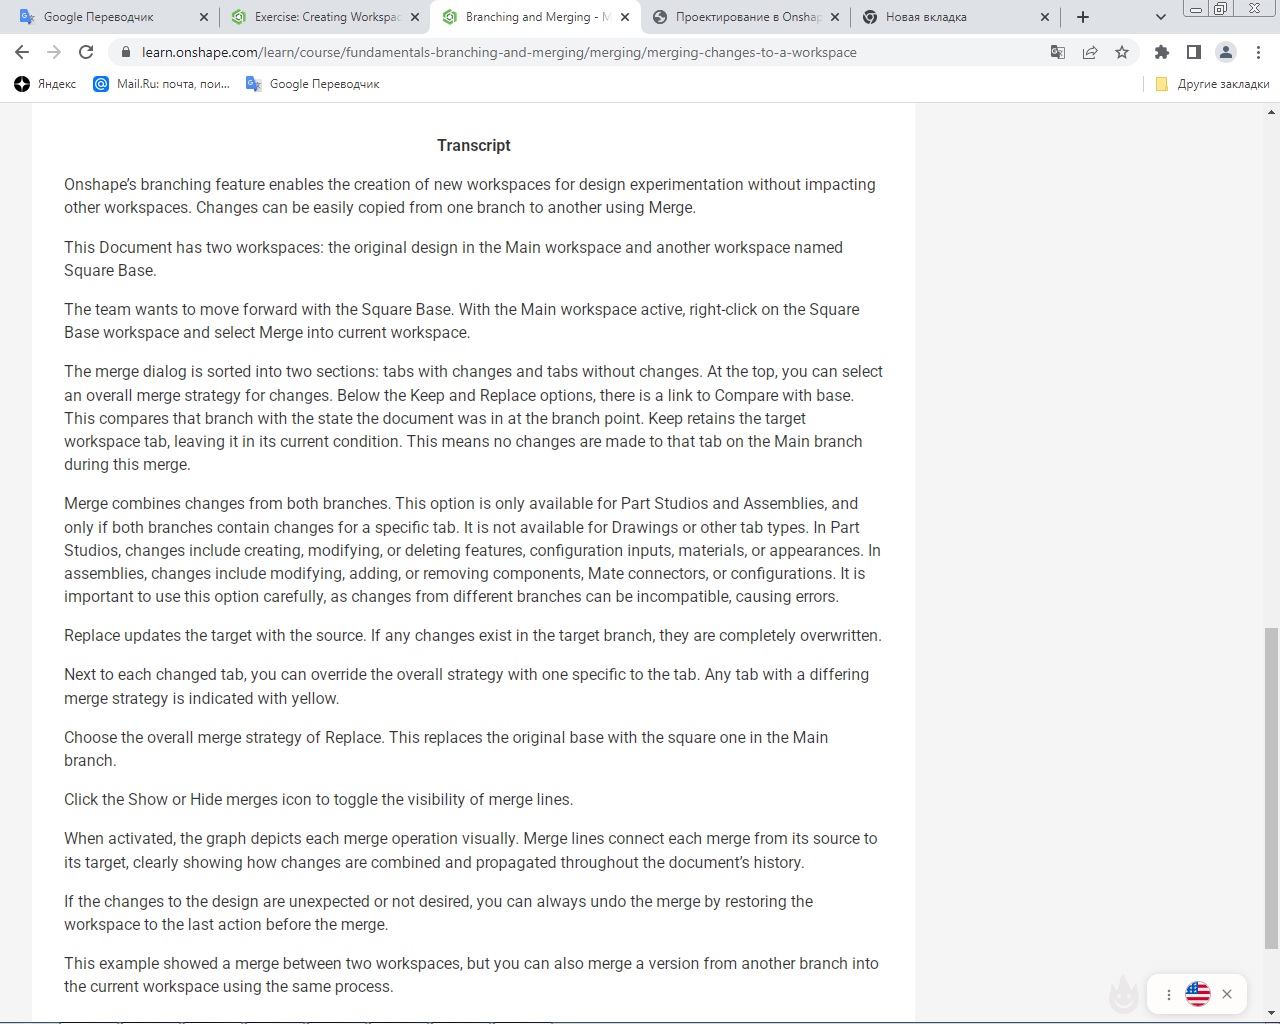 Google Переводчик
Exercise: Creating Workspac
Branching and Merging - M
Проектирование в Onshap
Новая вкладка
learn.onshape.com/learn/course/fundamentals-branching-and-merging/merging/merging-changes-to-a-workspace
Яндекс
Mail.Ru: почта, пои...
Google Переводчик
Другие закладки
Transcript
Onshape’s branching feature enables the creation of new workspaces for design experimentation without impacting
other workspaces. Changes can be easily copied from one branch to another using Merge.
This Document has two workspaces: the original design in the Main workspace and another workspace named
Square Base.
The team wants to move forward with the Square Base. With the Main workspace active, right-click on the Square
Base workspace and select Merge into current workspace.
The merge dialog is sorted into two sections: tabs with changes and tabs without changes. At the top, you can select
an overall merge strategy for changes. Below the Keep and Replace options, there is a link to Compare with base.
This compares that branch with the state the document was in at the branch point. Keep retains the target
workspace tab, leaving it in its current condition. This means no changes are made to that tab on the Main branch
during this merge.
Merge combines changes from both branches. This option is only available for Part Studios and Assemblies, and
only if both branches contain changes for a specific tab. It is not available for Drawings or other tab types. In Part
Studios, changes include creating, modifying, or deleting features, configuration inputs, materials, or appearances. In
assemblies, changes include modifying, adding, or removing components, Mate connectors, or configurations. It is
important to use this option carefully, as changes from different branches can be incompatible, causing errors.
Replace updates the target with the source. If any changes exist in the target branch, they are completely overwritten.
Next to each changed tab, you can override the overall strategy with one specific to the tab. Any tab with a differing
merge strategy is indicated with yellow.
Choose the overall merge strategy of Replace. This replaces the original base with the square one in the Main
branch.
Click the Show or Hide merges icon to toggle the visibility of merge lines.
When activated, the graph depicts each merge operation visually. Merge lines connect each merge from its source to
its target, clearly showing how changes are combined and propagated throughout the document’s history.
If the changes to the design are unexpected or not desired, you can always undo the merge by restoring the
workspace to the last action before the merge.
This example showed a merge between two workspaces, but you can also merge a version from another branch into
the current workspace using the same process.